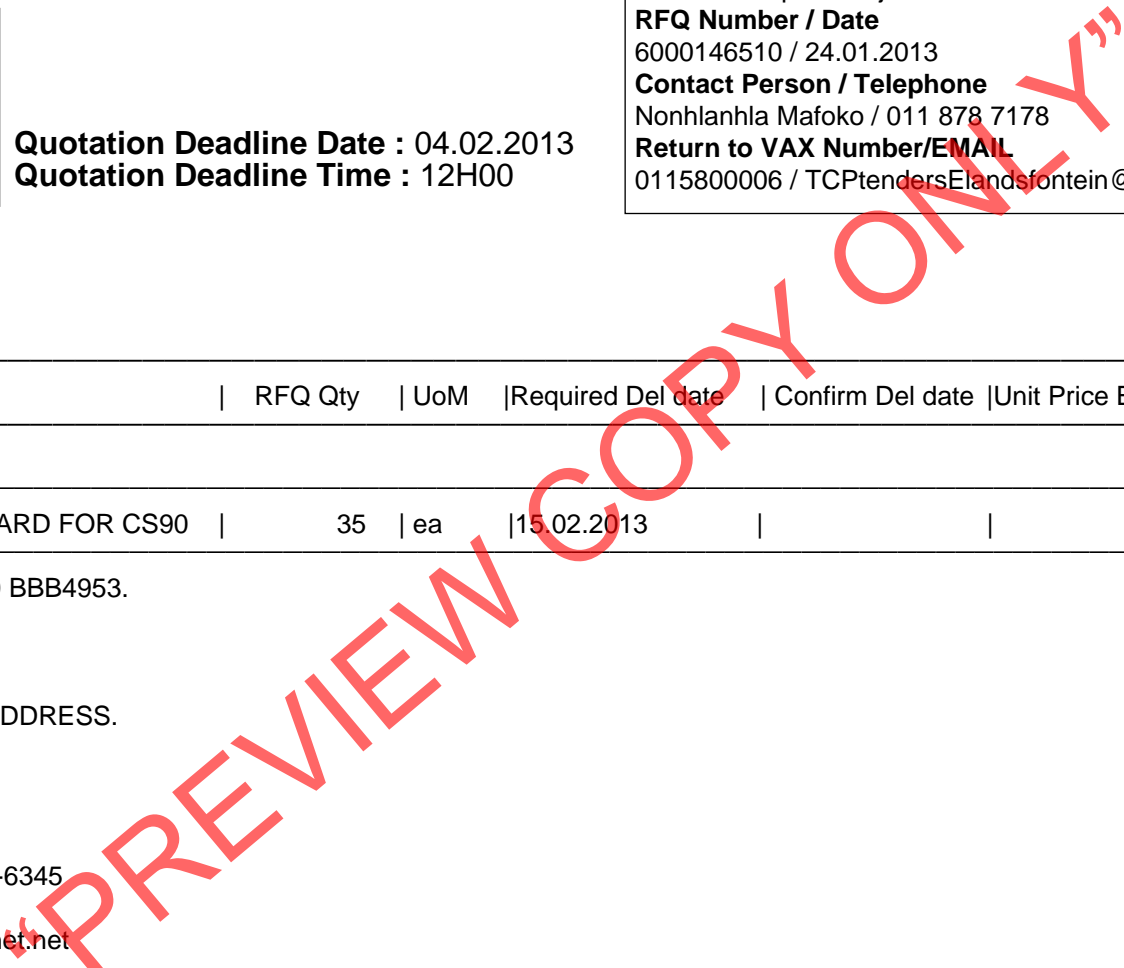 RFQ Number / Date
6000146510 / 24.01.2013
Contact Person / Telephone
Nonhlanhla Mafoko / 011 878 7178
Return to VAX Number/EMAIL
0115800006 / TCPtendersElandsfontein@
Quotation Deadline Date : 04.02.2013
Quotation Deadline Time : 12H00
| RFQ Qty | UoM |Required Del date | Confirm Del date |Unit Price E
ARD FOR CS90 | 35 | ea |15.02.2013 | |
BBB4953.
DDRESS.
-6345
net.net
“PREVIEW COPY ONLY”